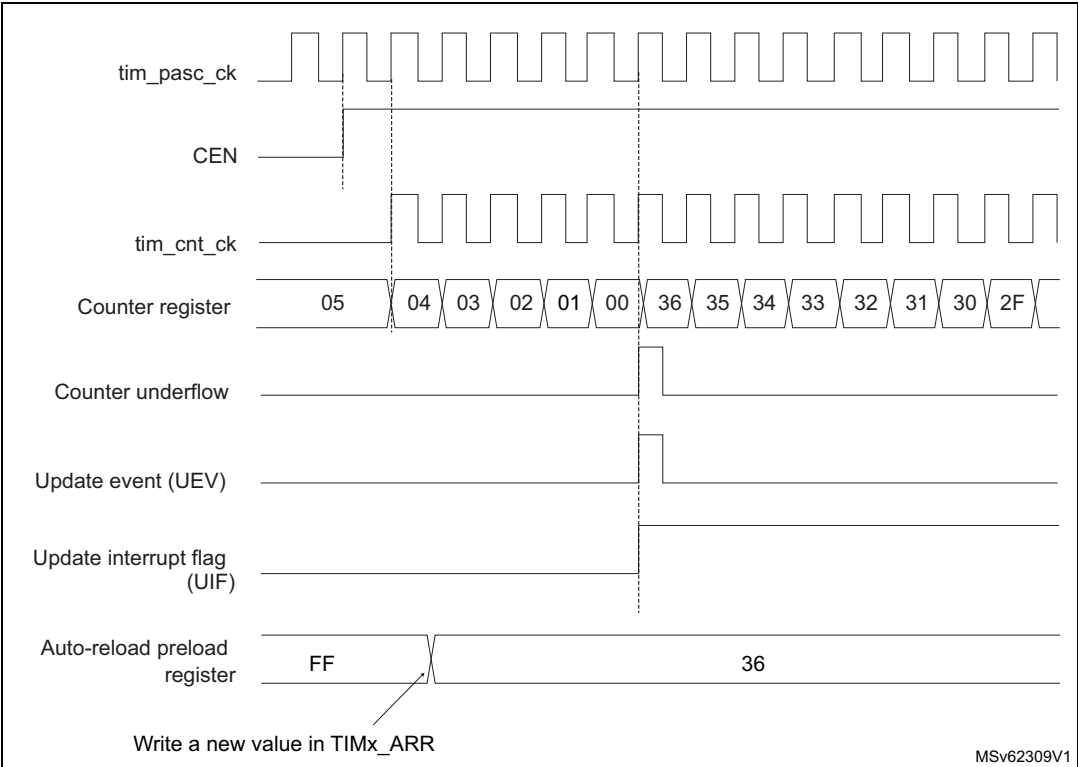 tim_pasc_ck
CEN
tim_cnt_ck
Counter register 05 04 03 02 01 00 36 35 34 33 32 31 30 2F
Counter underflow
Update event (UEV)
Update interrupt flag
(UIF)
Auto-reload preload
register
FF 36
Write a new value in TIMx_ARR
MSv62309V1